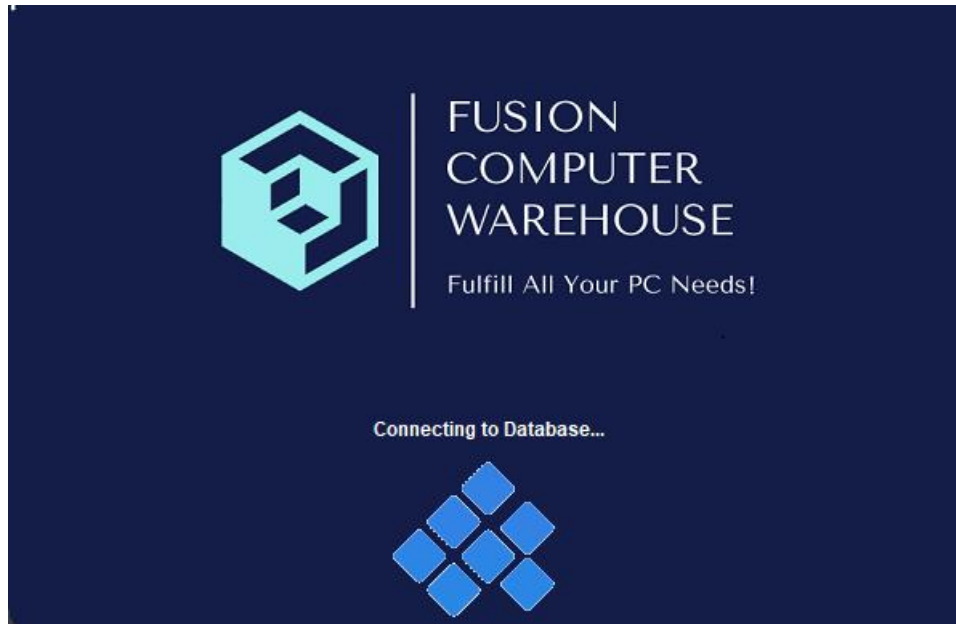 FUSION
COMPUTER
WAREHOUSE
Fulfill All Your PC Needs!
Connecting to Database...